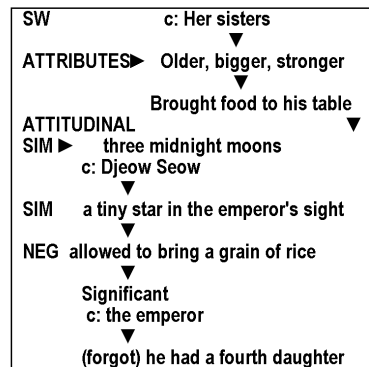 SW c: Her sisters
ATTRIBUTES► Older, bigger, stronger
Brought food to his table
ATTITUDINAL
SIM ► three midnight moons
c: Djeow Seow
SIM a tiny star in the emperor's sight
NEG allowed to bring a grain of rice
Significant
c: the emperor
(forgot) he had a fourth daughter